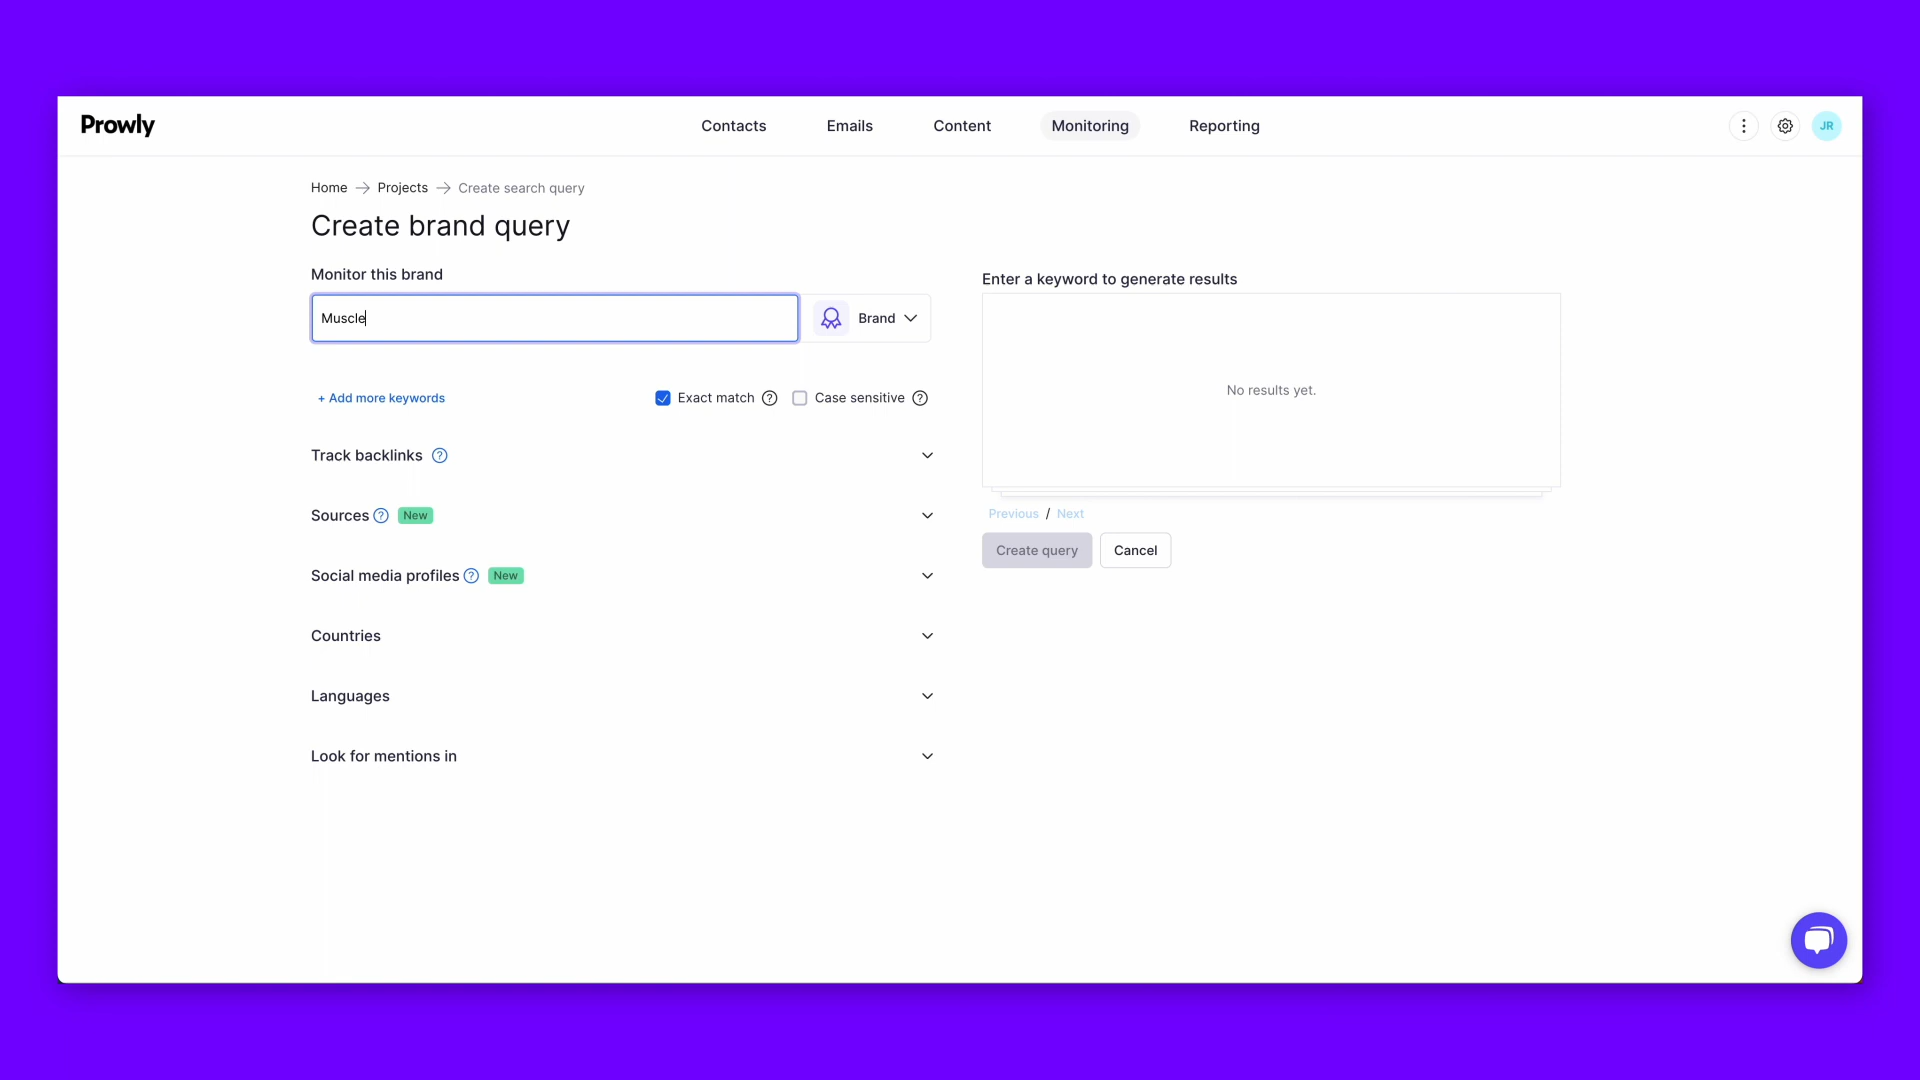 Prowly
Contacts
Emails
Content
Monitoring
Reporting
JR
Home
Projects
Create search query
Create brand query
Monitor this brand
Muscle
Brand
+ Add more keywords
Exact match ?
Case sensitive ?
Track backlinks ?
Sources ? New
Social media profiles ? New
Countries
Languages
Look for mentions in
Enter a keyword to generate results
No results yet.
Previous / Next
Create query
Cancel